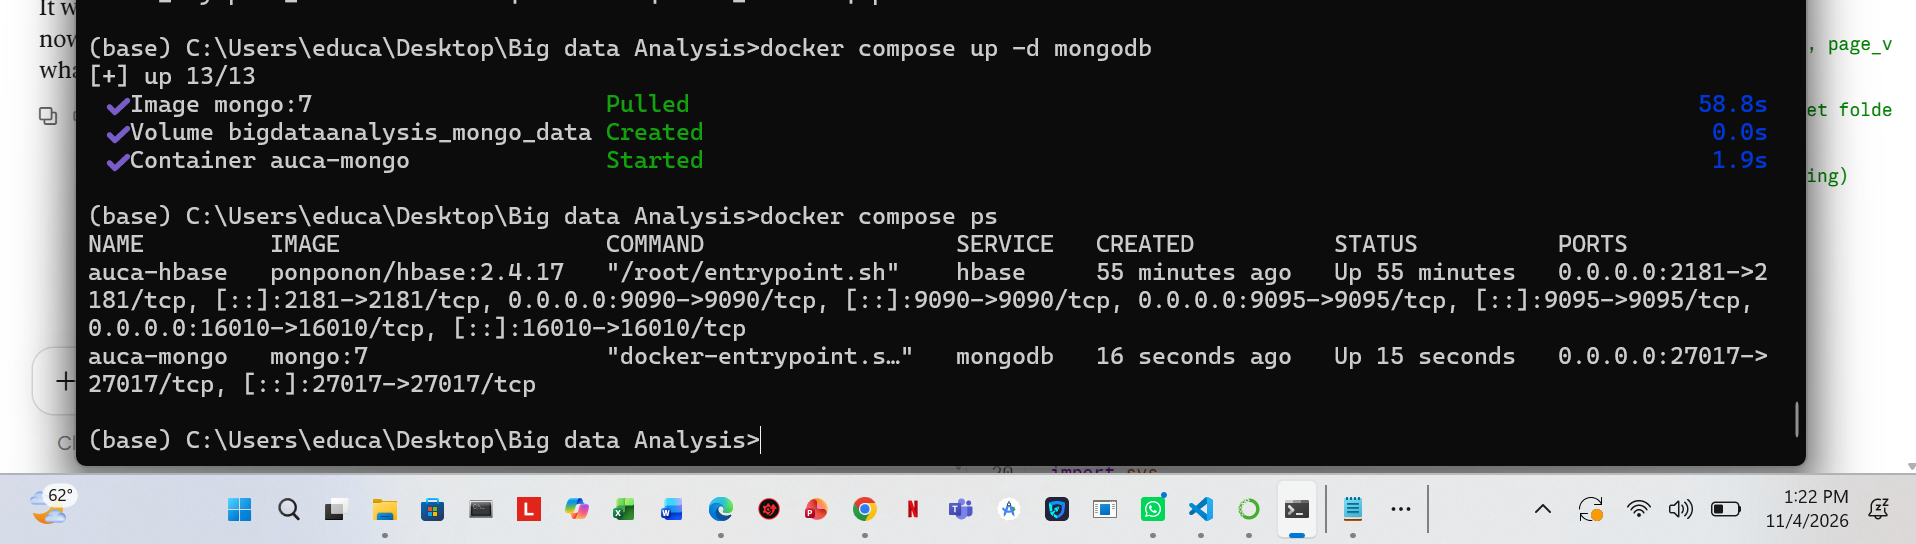 It w
now
wha
(base) C:\Users\educa\Desktop\Big data Analysis>docker compose up -d mongodb
[+] up 13/13
Image mongo:7 Pulled 58.8s
Volume bigdataanalysis_mongo_data Created 0.0s
Container auca-mongo Started 1.9s
(base) C:\Users\educa\Desktop\Big data Analysis>docker compose ps
NAME IMAGE COMMAND SERVICE CREATED STATUS PORTS
auca-hbase ponponon/hbase:2.4.17 "/root/entrypoint.sh" hbase 55 minutes ago Up 55 minutes 0.0.0.0:2181->2
181/tcp, [::]:2181->2181/tcp, 0.0.0.0:9090->9090/tcp, [::]:9090->9090/tcp, 0.0.0.0:9095->9095/tcp, [::]:9095->9095/tcp,
0.0.0.0:16010->16010/tcp, [::]:16010->16010/tcp
auca-mongo mongo:7 "docker-entrypoint.s…" mongodb 16 seconds ago Up 15 seconds 0.0.0.0:27017->
27017/tcp, [::]:27017->27017/tcp
(base) C:\Users\educa\Desktop\Big data Analysis>
, page_v
et folde
ing)
Cl
import sys
62°
1:22 PM
11/4/2026